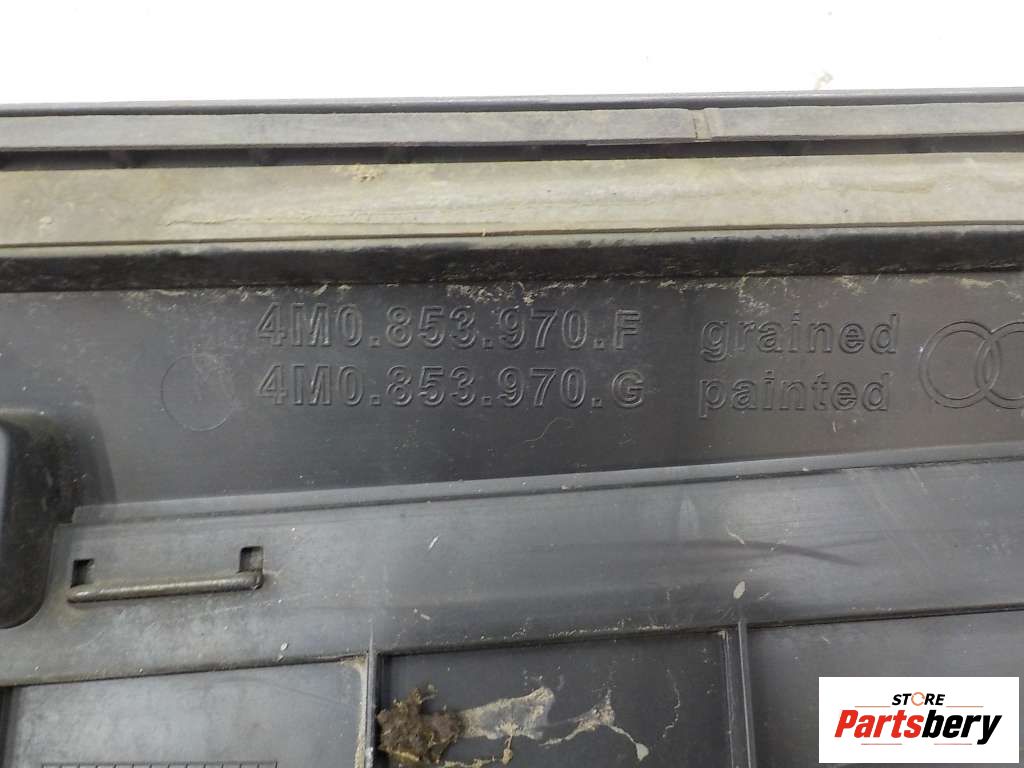 4M0.853.970.F grained
4M0.853.970.G painted
STORE
Partsbery